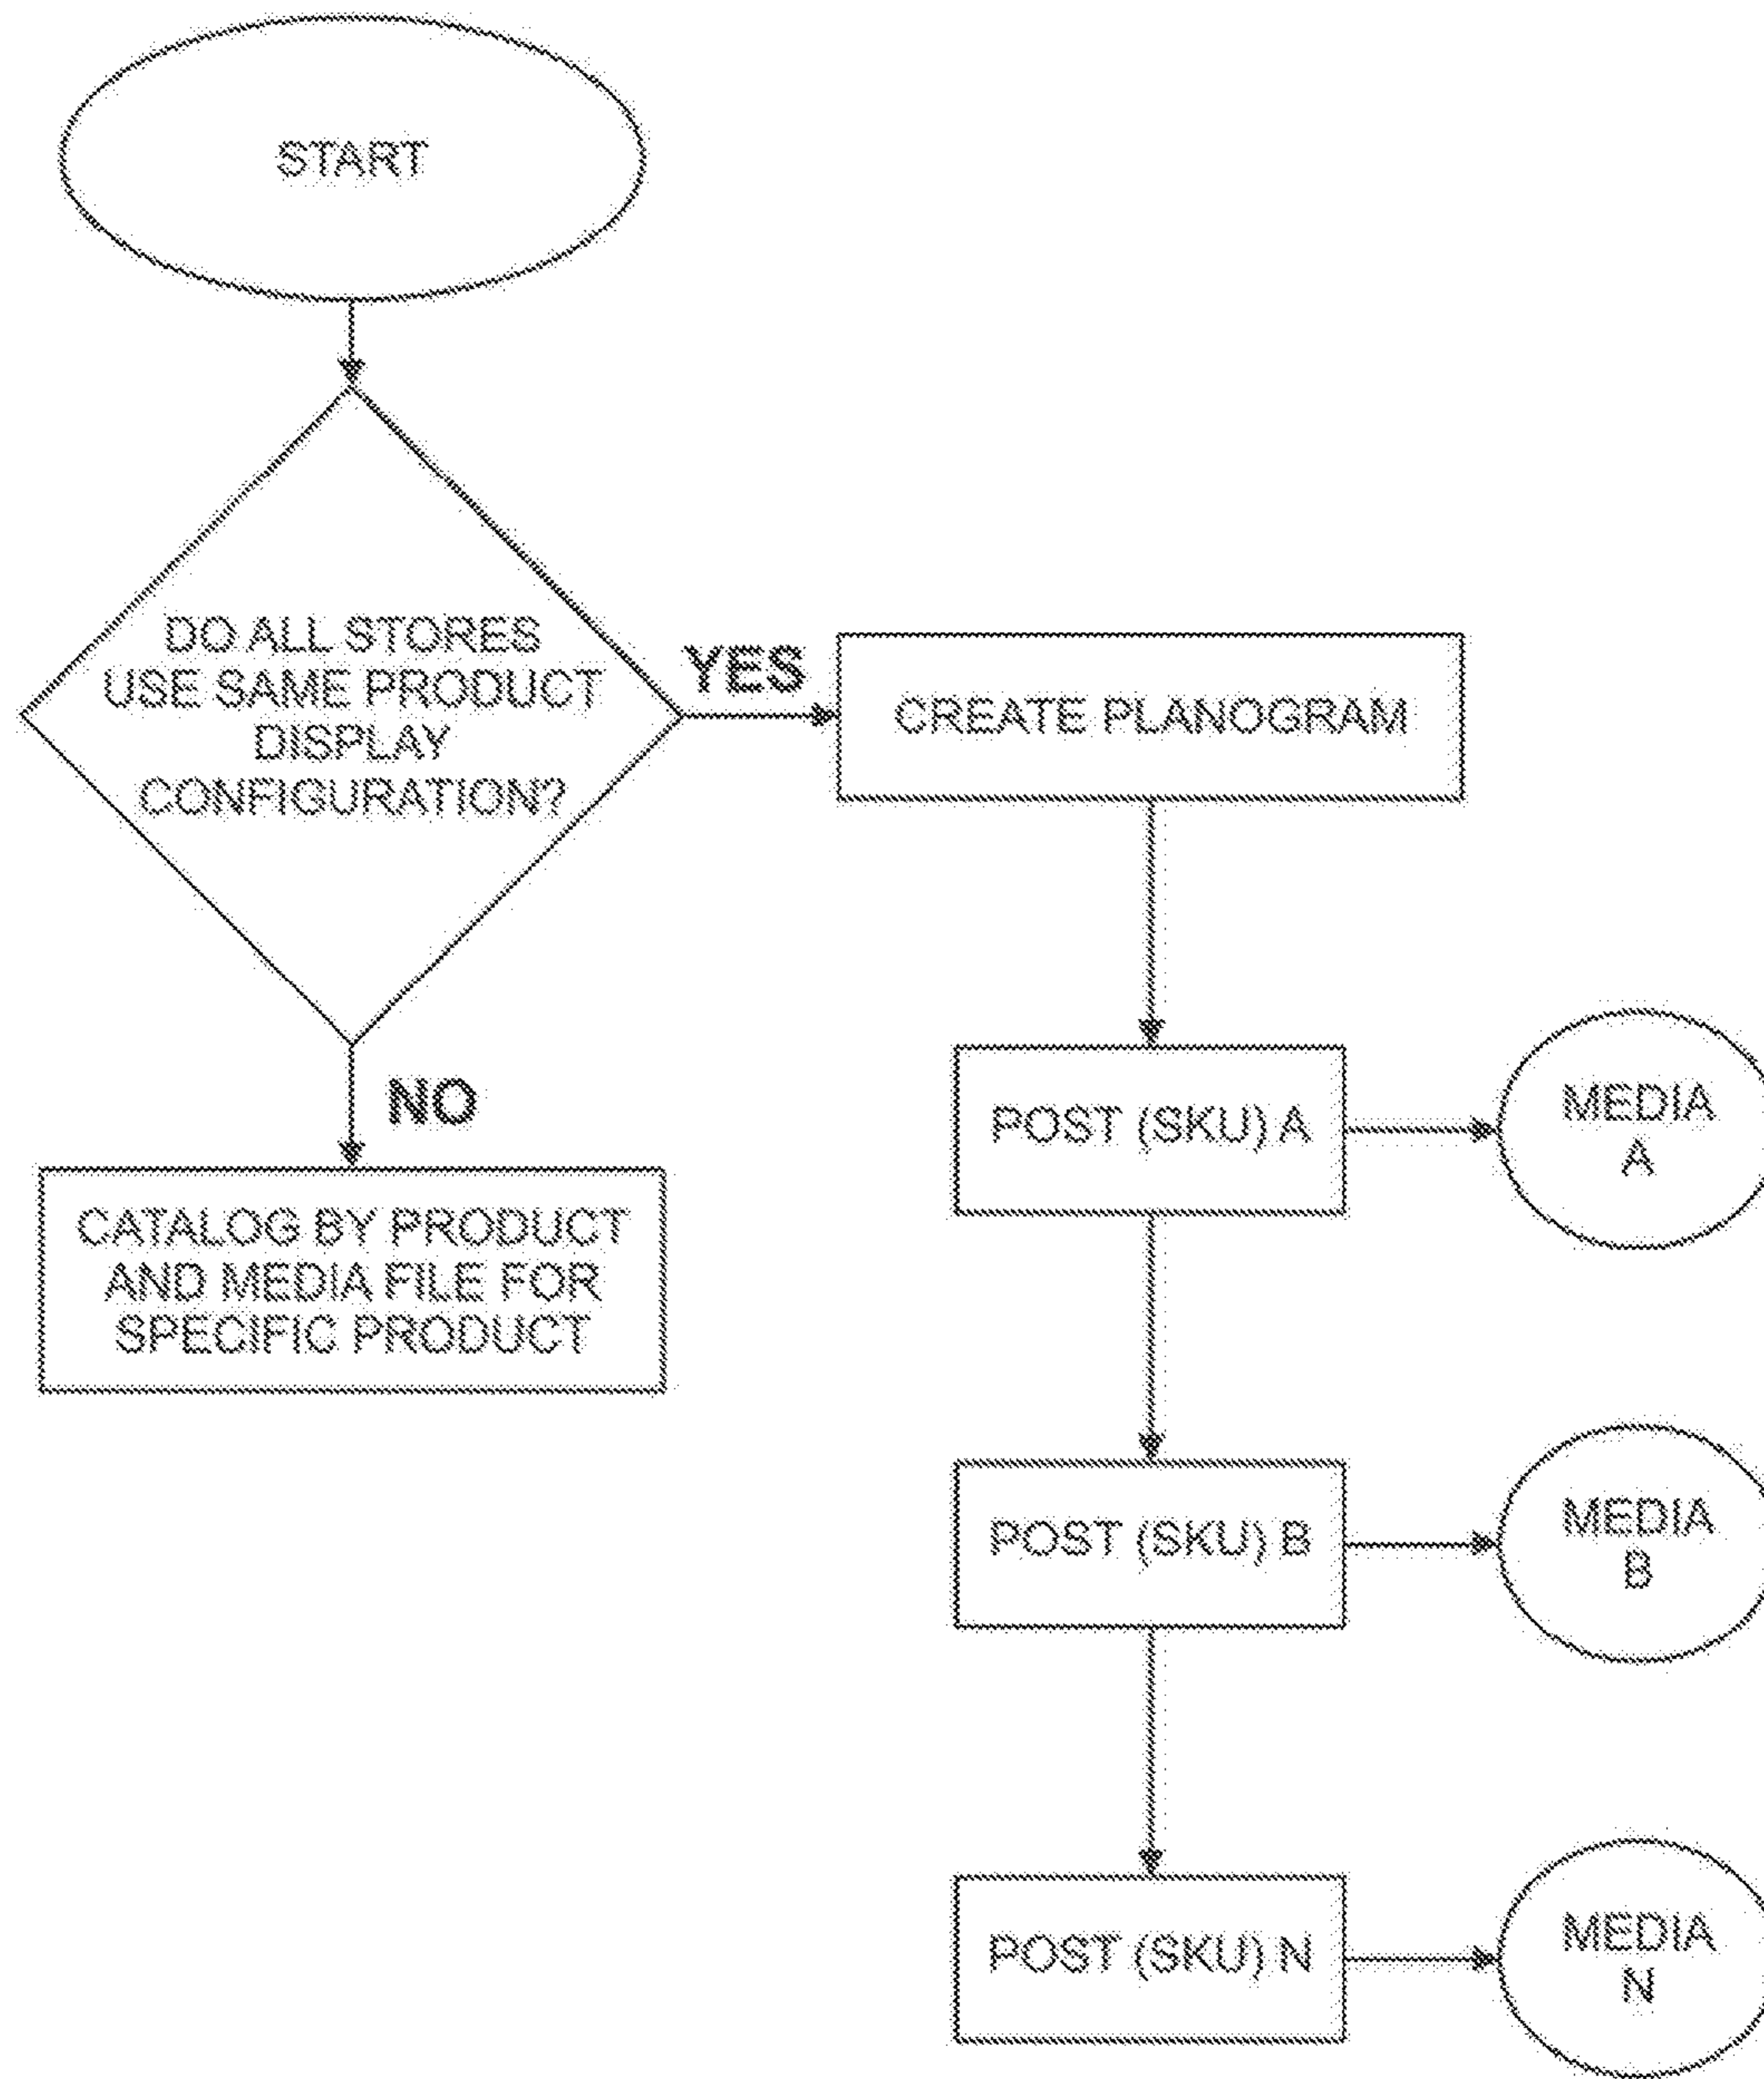 START
DO ALL STORES
USE SAME PRODUCT
DISPLAY
CONFIGURATION?
YES
CREATE PLANOGRAM
NO
CATALOG BY PRODUCT
AND MEDIA FILE FOR
SPECIFIC PRODUCT
POST (SKU) A
MEDIA
A
POST (SKU) B
MEDIA
B
POST (SKU) N
MEDIA
N